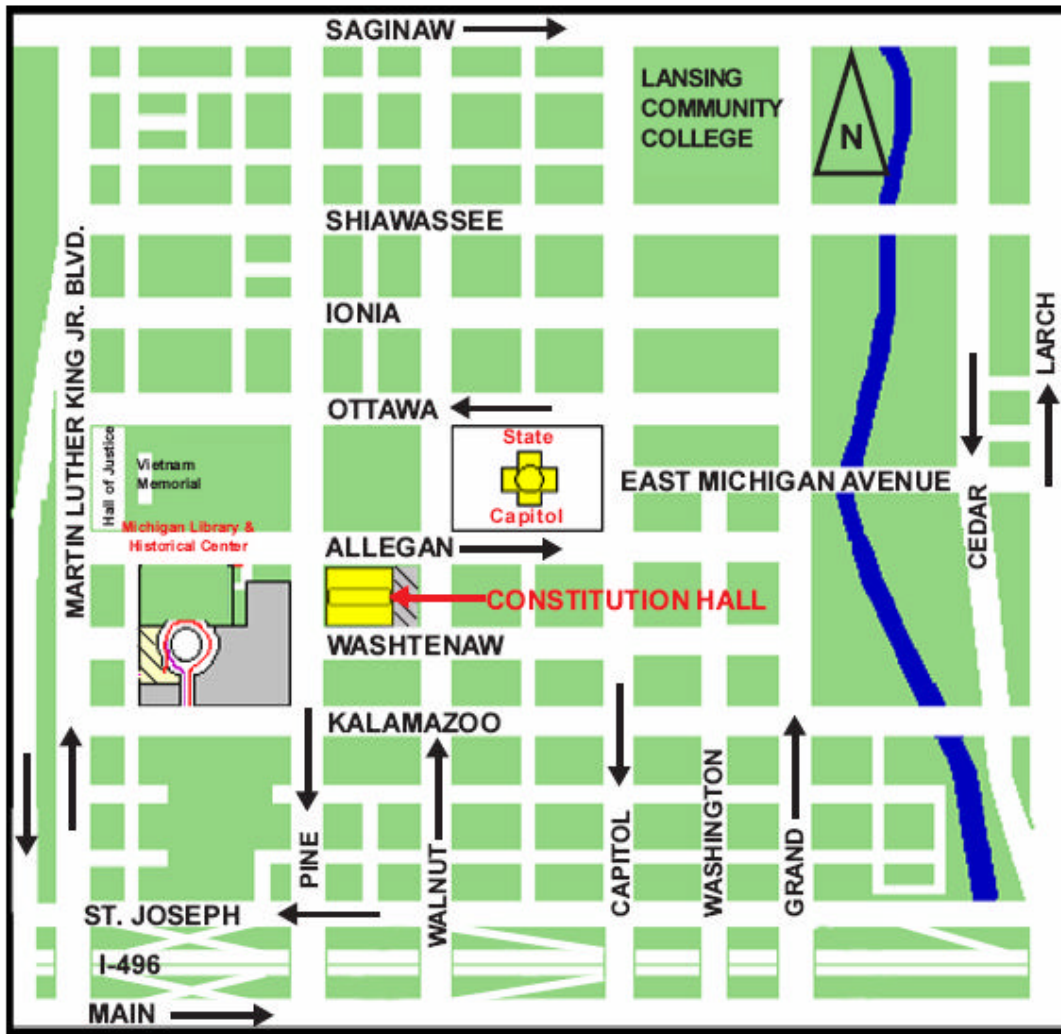 SAGINAW
LANSING
COMMUNITY
COLLEGE
N
SHIAWASSEE
MARTIN LUTHER KING JR. BLVD.
IONIA
LARCH
OTTAWA
State
Capitol
Hall of Justice
Vietnam
Memorial
EAST MICHIGAN AVENUE
CEDAR
Michigan Library &
Historical Center
ALLEGAN
CONSTITUTION HALL
WASHTENAW
KALAMAZOO
PINE
WALNUT
CAPITOL
WASHINGTON
GRAND
ST. JOSEPH
I-496
MAIN